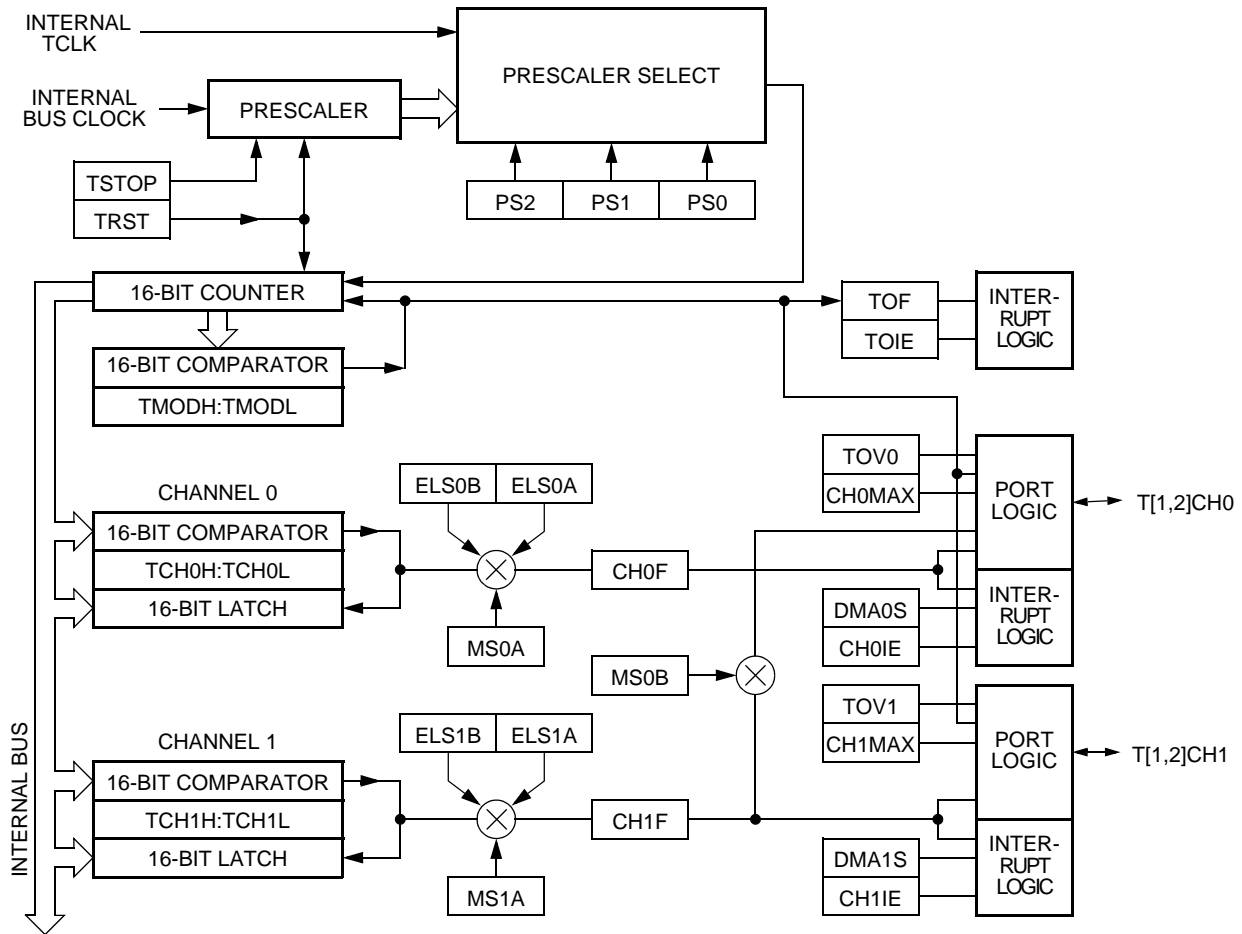 INTERNAL
TCLK
PRESCALER SELECT
INTERNAL
BUS CLOCK
PRESCALER
TSTOP
TRST
PS2
PS1
PS0
16-BIT COUNTER
TOF
TOIE
INTER-
RUPT
LOGIC
16-BIT COMPARATOR
TMODH:TMODL
CHANNEL 0
ELS0B
ELS0A
TOV0
CH0MAX
PORT
LOGIC
T[1,2]CH0
16-BIT COMPARATOR
TCH0H:TCH0L
16-BIT LATCH
CH0F
MS0A
DMA0S
CH0IE
INTER-
RUPT
LOGIC
MS0B
CHANNEL 1
ELS1B
ELS1A
TOV1
CH1MAX
PORT
LOGIC
T[1,2]CH1
16-BIT COMPARATOR
TCH1H:TCH1L
16-BIT LATCH
CH1F
MS1A
DMA1S
CH1IE
INTER-
RUPT
LOGIC
INTERNAL BUS